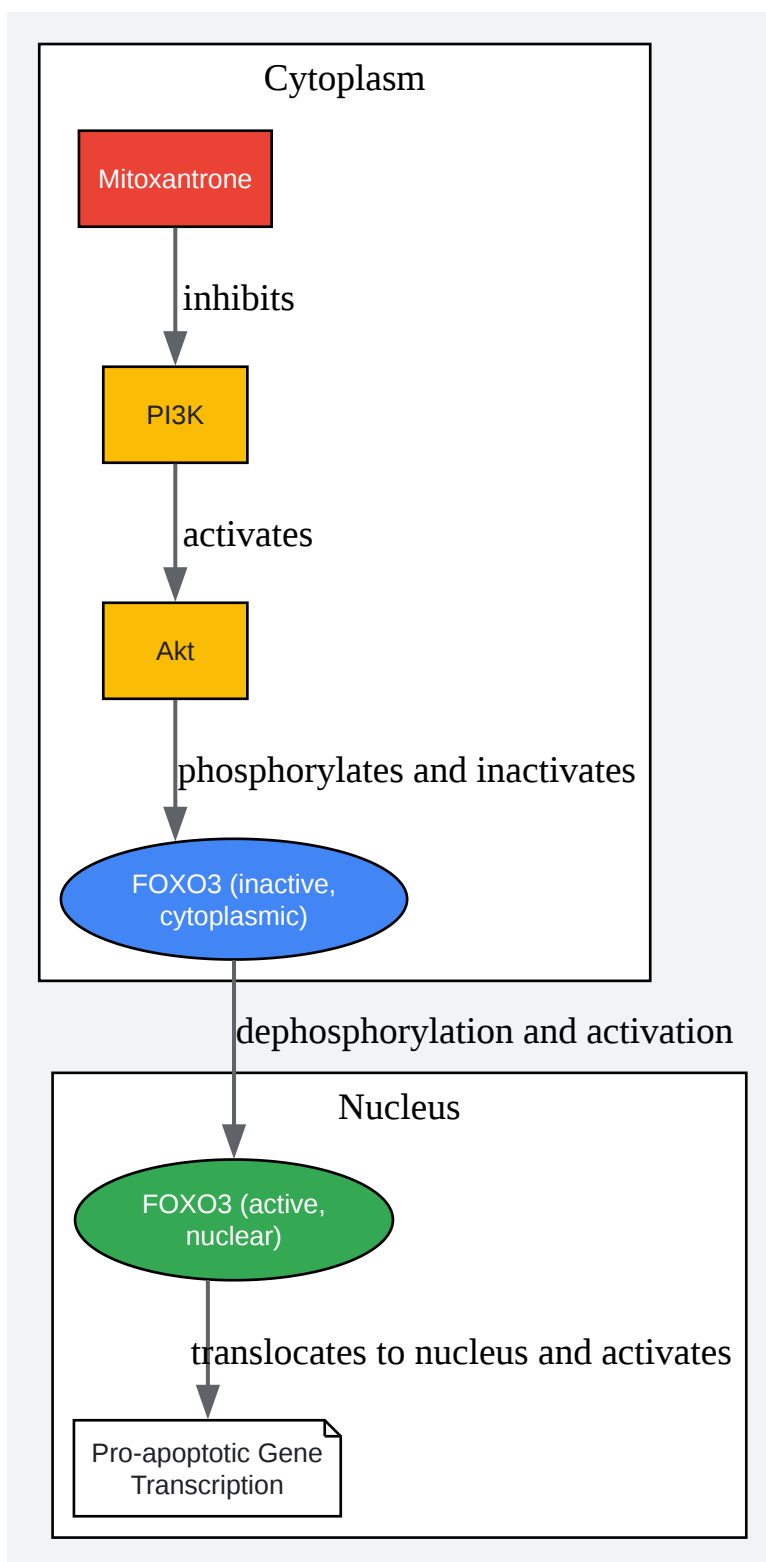 Cytoplasm
Mitoxantrone
inhibits
PI3K
activates
Akt
phosphorylates and inactivates
FOXO3 (inactive,
cytoplasmic)
dephosphorylation and activation
Nucleus
FOXO3 (active,
nuclear)
translocates to nucleus and activates
Pro-apoptotic Gene
Transcription